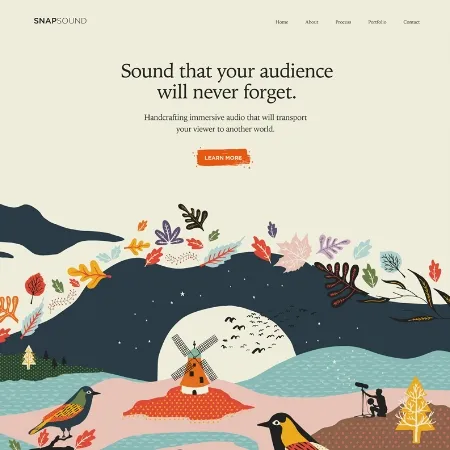 SNAPSOUND
Home About Process Portfolio Contact
Sound that your audience
will never forget.
Handcrafting immersive audio that will transport
your viewer to another world.
LEARN MORE